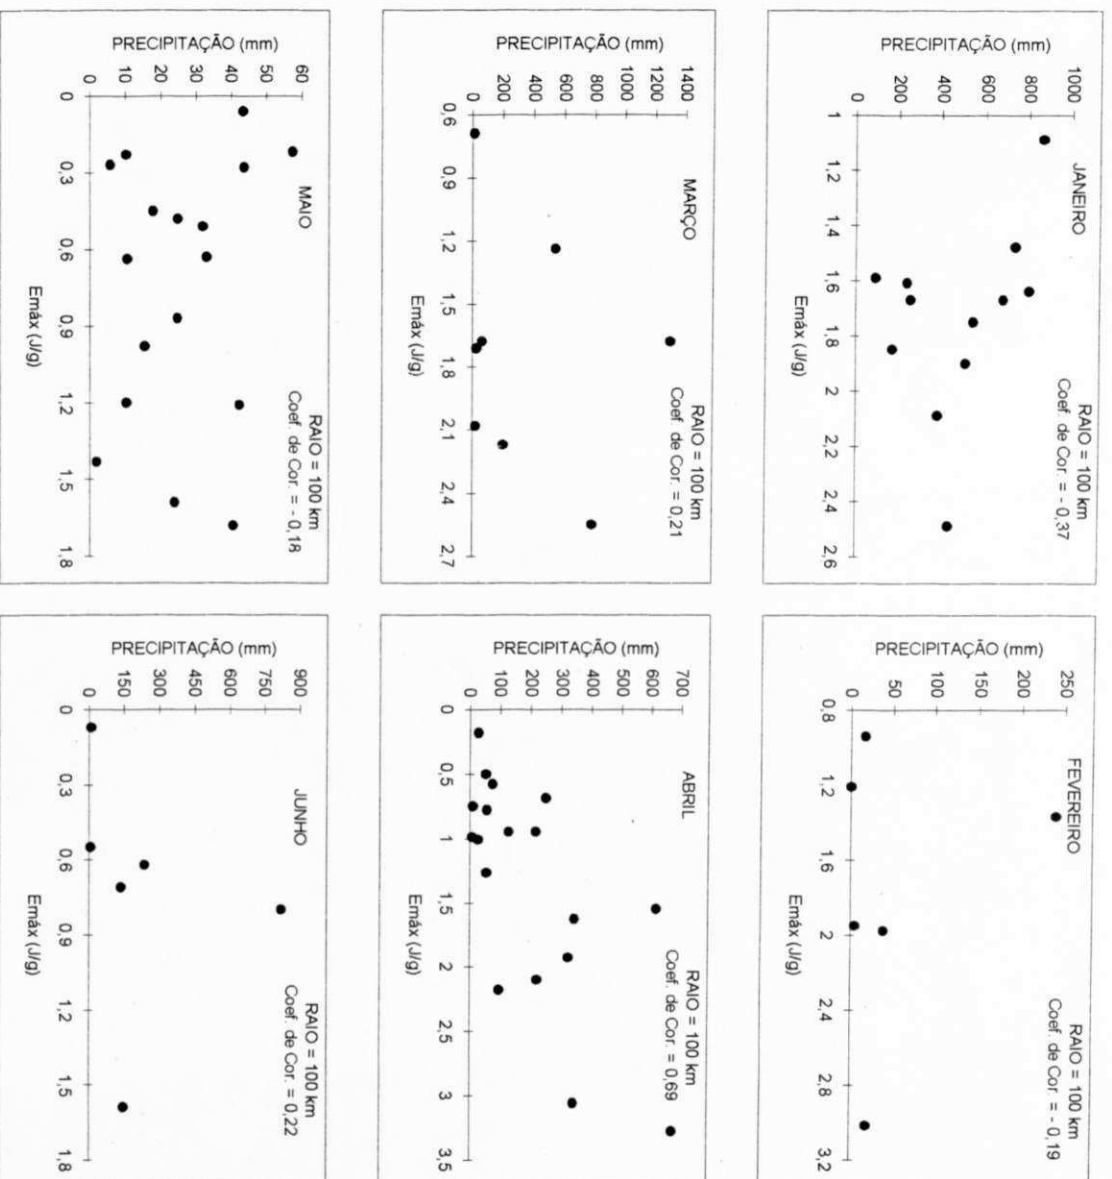 JANEIRO
RAIO = 100 km
Coef. de Cor. = - 0,37
PRECIPITAÇÃO (mm)
1000
800
600
400
200
0
1 1,2 1,4 1,6 1,8 2 2,2 2,4 2,6
Emáx (J/g)
FEVEREIRO
RAIO = 100 km
Coef. de Cor. = - 0,19
PRECIPITAÇÃO (mm)
250
200
150
100
50
0
0,8 1,2 1,6 2 2,4 2,8 3,2
Emáx (J/g)
MARÇO
RAIO = 100 km
Coef. de Cor. = 0,21
PRECIPITAÇÃO (mm)
1400
1200
1000
800
600
400
200
0
0,6 0,9 1,2 1,5 1,8 2,1 2,4 2,7
Emáx (J/g)
ABRIL
RAIO = 100 km
Coef. de Cor. = 0,69
PRECIPITAÇÃO (mm)
700
600
500
400
300
200
100
0
0 0,5 1 1,5 2 2,5 3 3,5
Emáx (J/g)
MAIO
RAIO = 100 km
Coef. de Cor. = - 0,18
PRECIPITAÇÃO (mm)
60
50
40
30
20
10
0
0 0,3 0,6 0,9 1,2 1,5 1,8
Emáx (J/g)
JUNHO
RAIO = 100 km
Coef. de Cor. = 0,22
PRECIPITAÇÃO (mm)
900
750
600
450
300
150
0
0 0,3 0,6 0,9 1,2 1,5 1,8
Emáx (J/g)